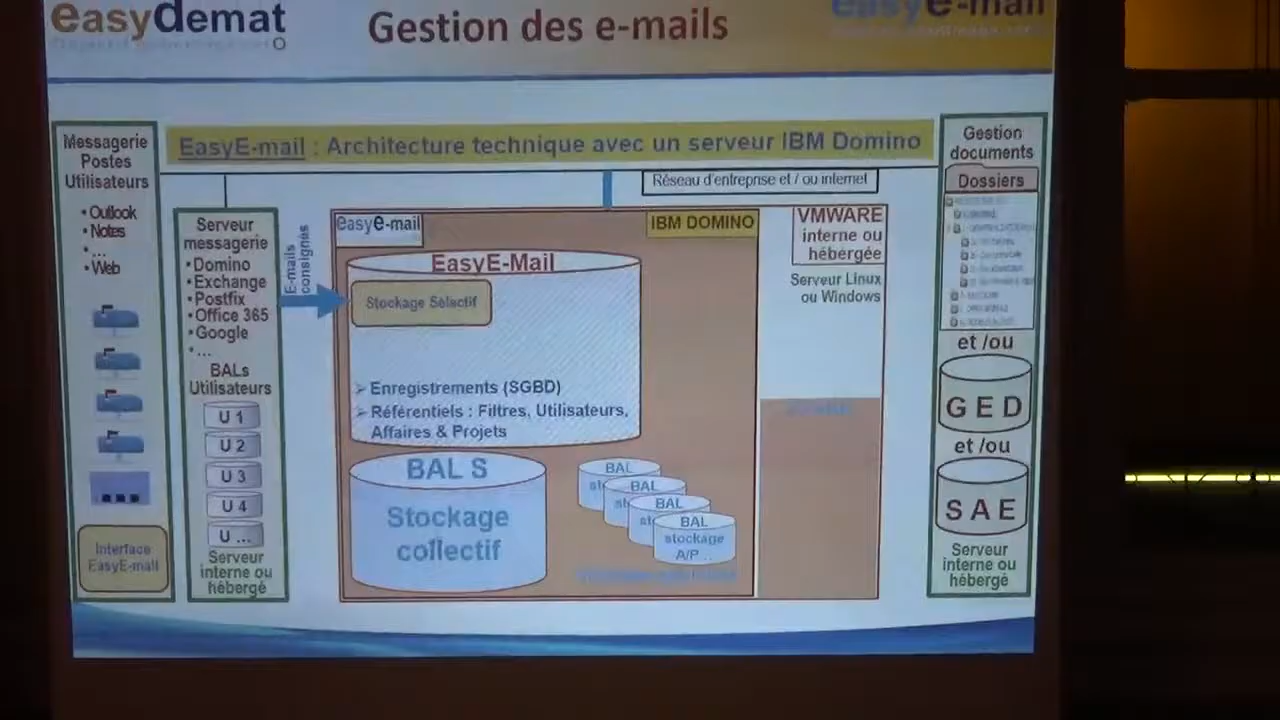 easydemat
Gestion des e-mails
easye-mail
EasyE-mail : Architecture technique avec un serveur IBM Domino
Messagerie
Postes
Utilisateurs
• Outlook
• Notes
• ...
• Web
Interface
EasyE-mail
Serveur
messagerie
• Domino
• Exchange
• Postfix
• Office 365
• Google
• ...
BALs
Utilisateurs
U 1
U 2
U 3
U 4
U ...
Serveur
interne ou
hébergé
E-mails
consignés
Réseau d'entreprise et / ou internet
easye-mail
IBM DOMINO
EasyE-Mail
Stockage Sélectif
➢ Enregistrements (SGBD)
➢ Référentiels : Filtres, Utilisateurs,
Affaires & Projets
BAL S
Stockage
collectif
BAL
BAL
BAL
BAL
stockage
A/P...
VMWARE
interne ou
hébergée
Serveur Linux
ou Windows
Gestion
documents
Dossiers
et /ou
G E D
et /ou
S A E
Serveur
interne ou
hébergé